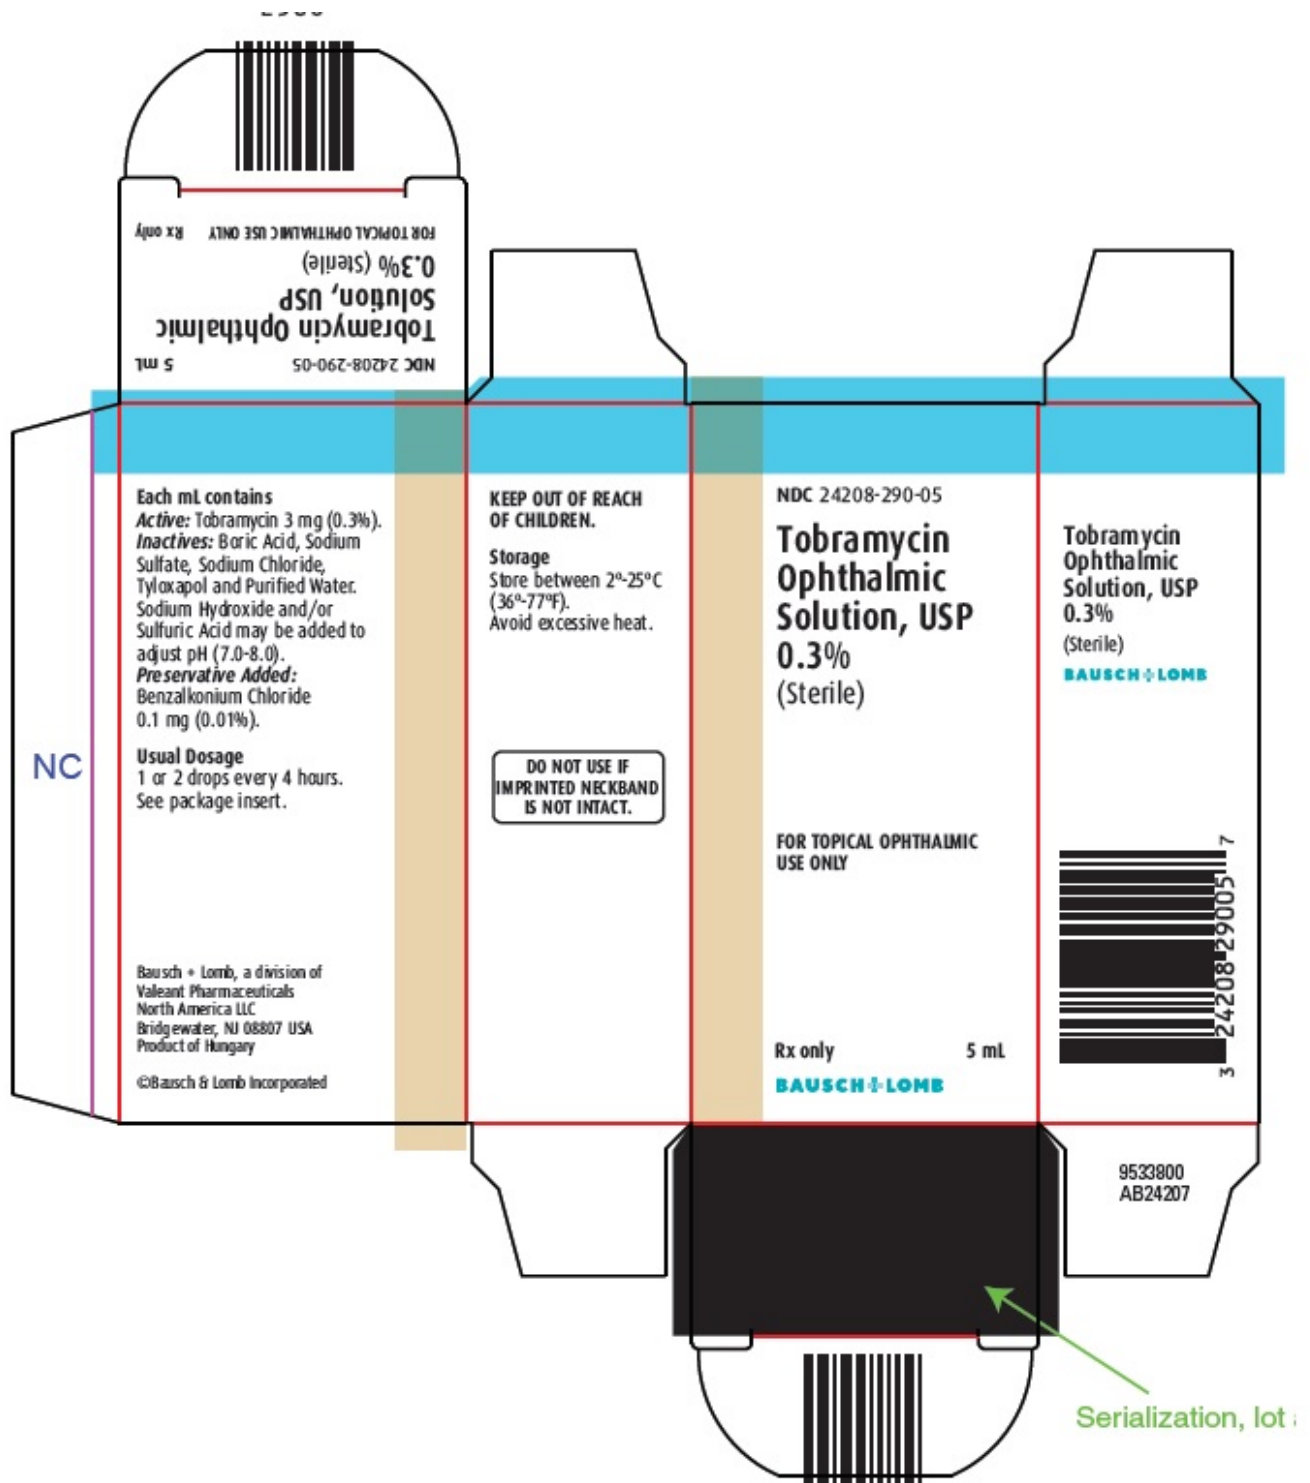 Rx only FOR TOPICAL OPHTHALMIC USE ONLY
0.3% (Sterile)
Solution, USP
Tobramycin Ophthalmic
5 mL NDC 24208-290-05
NC
Each mL contains
Active: Tobramycin 3 mg (0.3%).
Inactives: Boric Acid, Sodium
Sulfate, Sodium Chloride,
Tyloxapol and Purified Water.
Sodium Hydroxide and/or
Sulfuric Acid may be added to
adjust pH (7.0-8.0).
Preservative Added:
Benzalkonium Chloride
0.1 mg (0.01%).
Usual Dosage
1 or 2 drops every 4 hours.
See package insert.
Bausch + Lomb, a division of
Valeant Pharmaceuticals
North America LLC
Bridgewater, NJ 08807 USA
Product of Hungary
©Bausch & Lomb Incorporated
KEEP OUT OF REACH
OF CHILDREN.
Storage
Store between 2º-25ºC
(36º-77ºF).
Avoid excessive heat.
DO NOT USE IF
IMPRINTED NECKBAND
IS NOT INTACT.
NDC 24208-290-05
Tobramycin
Ophthalmic
Solution, USP
0.3%
(Sterile)
FOR TOPICAL OPHTHALMIC
USE ONLY
Rx only 5 mL
BAUSCH+LOMB
Tobramycin
Ophthalmic
Solution, USP
0.3%
(Sterile)
BAUSCH+LOMB
3 24208-29005 7
9533800
AB24207
Serialization, lot